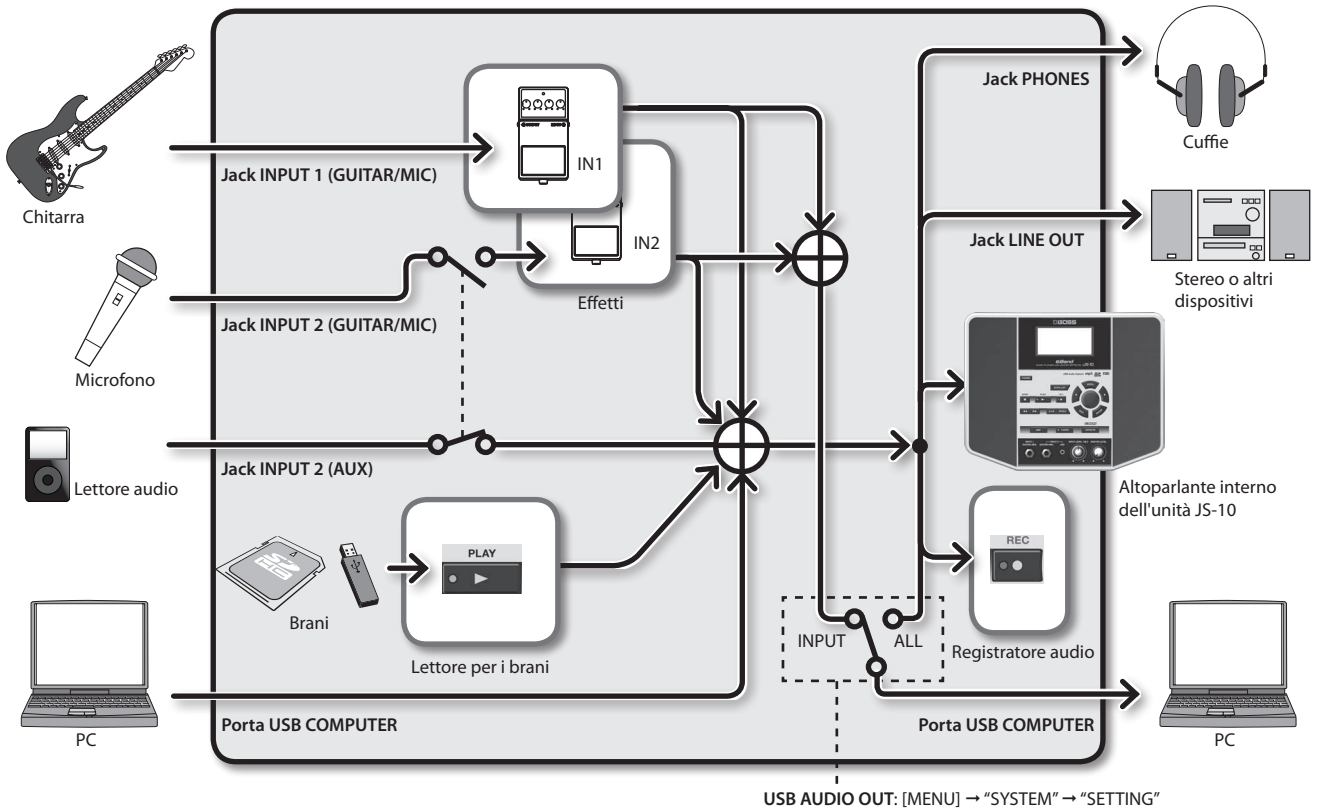 Jack PHONES
Cuffie
IN1
Jack INPUT 1 (GUITAR/MIC)
Chitarra
Jack LINE OUT
IN2
Stereo o altri
dispositivi
Effetti
Jack INPUT 2 (GUITAR/MIC)
BOSS
Microfono
Jack INPUT 2 (AUX)
Lettore audio
Altoparlante interno
dell'unità JS-10
PLAY
REC
Brani
INPUT
ALL
Registratore audio
Lettore per i brani
Porta USB COMPUTER
Porta USB COMPUTER
PC
PC
USB AUDIO OUT: [MENU] → “SYSTEM” → “SETTING”